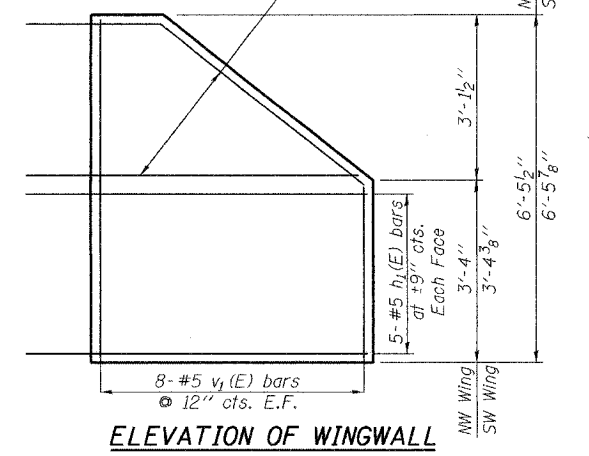 N
S
3'-1½"
6'-5½"
6'-5⅞"
5-#5 h₁(E) bars
at ±9" cts.
Each Face
3'-4"
3'-4⅜"
8-#5 v₁(E) bars
@ 12" cts. E.F.
NW Wing
SW Wing
ELEVATION OF WINGWALL